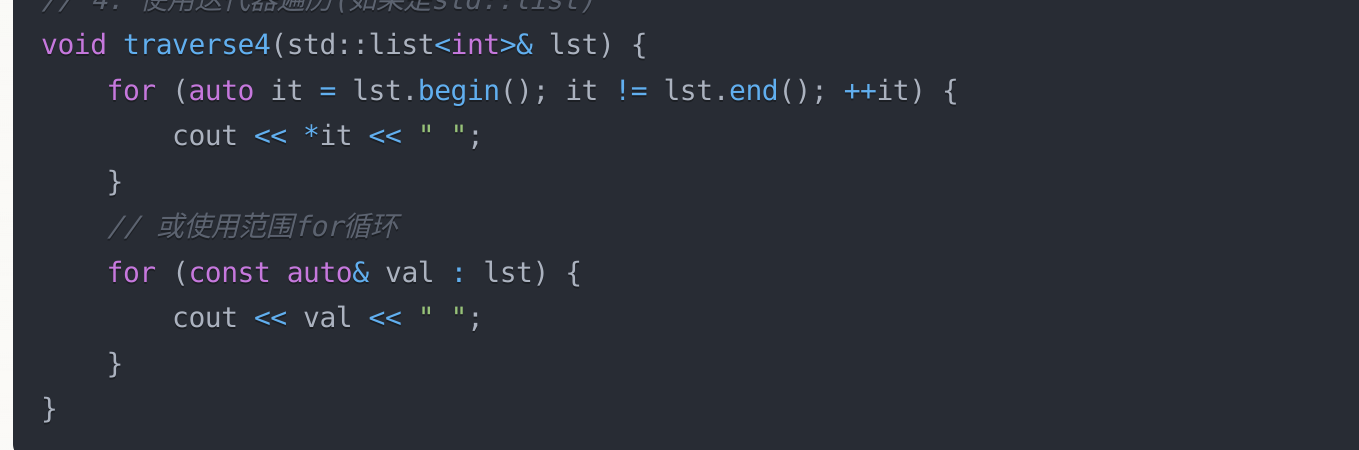 // 4. 使用迭代器遍历(如果是std::list)
void traverse4(std::list<int>& lst) {
    for (auto it = lst.begin(); it != lst.end(); ++it) {
        cout << *it << " ";
    }
    // 或使用范围for循环
    for (const auto& val : lst) {
        cout << val << " ";
    }
}